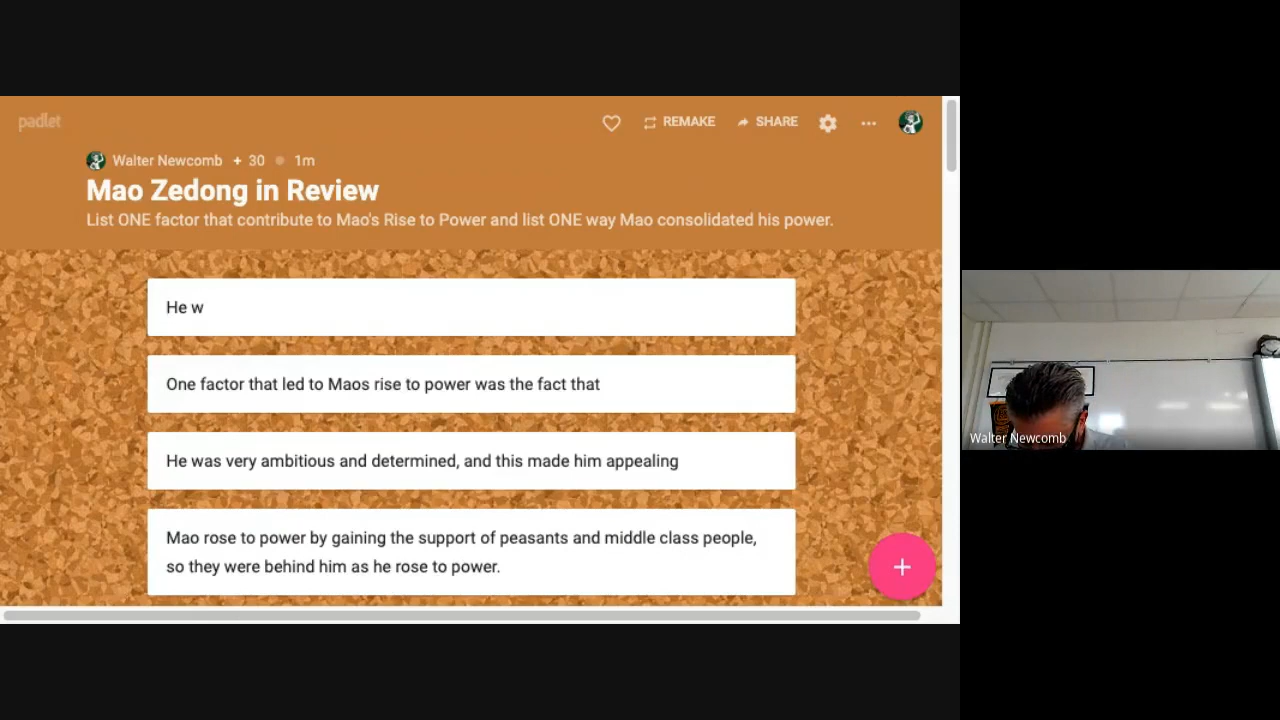 padlet
REMAKE
SHARE
Walter Newcomb + 30 1m
Mao Zedong in Review
List ONE factor that contribute to Mao's Rise to Power and list ONE way Mao consolidated his power.
He w
One factor that led to Maos rise to power was the fact that
He was very ambitious and determined, and this made him appealing
Mao rose to power by gaining the support of peasants and middle class people,
so they were behind him as he rose to power.
Walter Newcomb